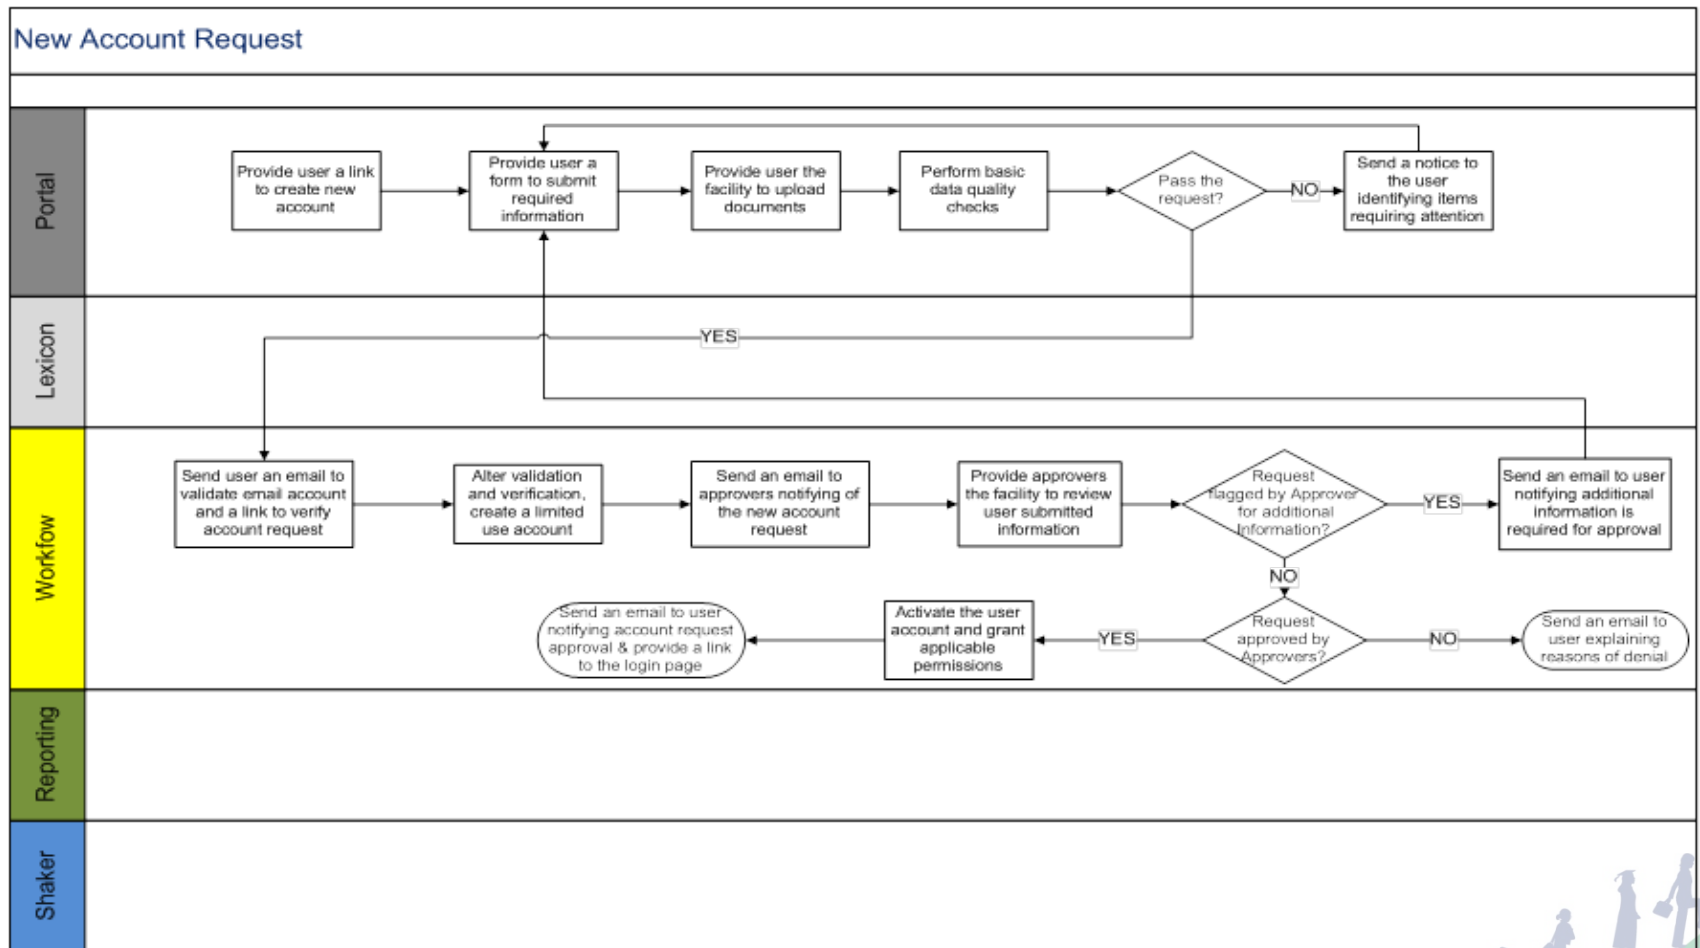 New Account Request
Portal
Provide user a link
to create new
account
Provide user a
form to submit
required
information
Provide user the
facility to upload
documents
Perform basic
data quality
checks
Pass the
request?
NO
Send a notice to
the user
identifying items
requiring attention
Lexicon
YES
Workfow
Send user an email to
validate email account
and a link to verify
account request
Alter validation
and verification,
create a limited
use account
Send an email to
approvers notifying of
the new account
request
Provide approvers
the facility to review
user submitted
information
Request
flagged by Approver
for additional
Information?
YES
Send an email to user
notifying additional
information is
required for approval
NO
Send an email to user
notifying account request
approval & provide a link
to the login page
Activate the user
account and grant
applicable
permissions
YES
Request
approved by
Approvers?
NO
Send an email to
user explaining
reasons of denial
Reporting
Shaker